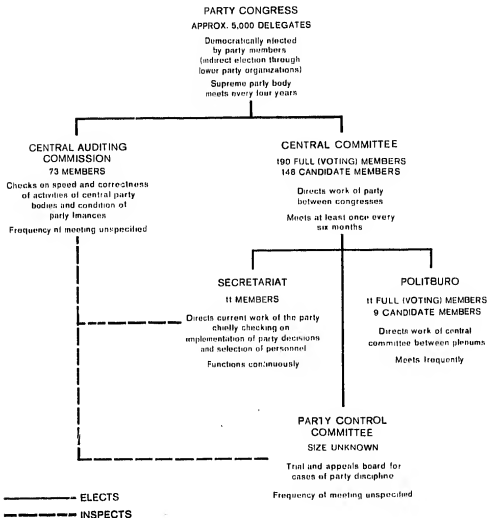 PARTY CONGRESS
APPROX. 5,000 DELEGATES
Democratically elected
by party members
(indirect election through
lower party organizations)
Supreme party body
meets every four years
CENTRAL AUDITING
COMMISSION
73 MEMBERS
Checks on speed and correctness
of activities of central party
bodies and condition of
party finances
Frequency of meeting unspecified
CENTRAL COMMITTEE
190 FULL (VOTING) MEMBERS
146 CANDIDATE MEMBERS
Directs work of party
between congresses
Meets at least once every
six months
SECRETARIAT
11 MEMBERS
Directs current work of the party
chiefly checking on
implementation of party decisions
and selection of personnel
Functions continuously
POLITBURO
11 FULL (VOTING) MEMBERS
9 CANDIDATE MEMBERS
Directs work of central
committee between plenums
Meets frequently
PARTY CONTROL
COMMITTEE
SIZE UNKNOWN
Trial and appeals board for
cases of party discipline
Frequency of meeting unspecified
ELECTS
INSPECTS